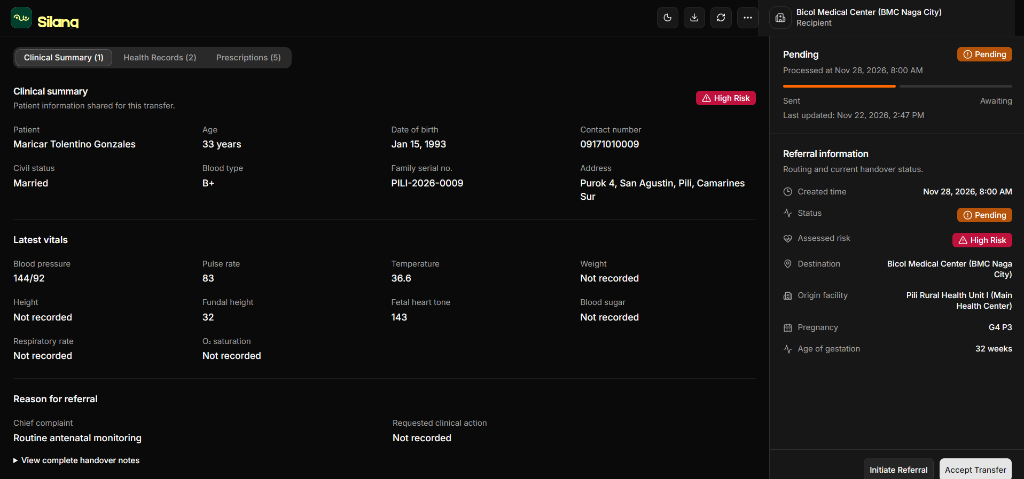 Silang
Bicol Medical Center (BMC Naga City)
Recipient
Clinical Summary (1)
Health Records (2)
Prescriptions (5)
Clinical summary
Patient information shared for this transfer.
High Risk
Patient
Age
Date of birth
Contact number
Maricar Tolentino Gonzales
33 years
Jan 15, 1993
09171010009
Civil status
Blood type
Family serial no.
Address
Married
B+
PILI-2026-0009
Purok 4, San Agustin, Pili, Camarines
Sur
Latest vitals
Blood pressure
Pulse rate
Temperature
Weight
144/92
83
36.6
Not recorded
Height
Fundal height
Fetal heart tone
Blood sugar
Not recorded
32
143
Not recorded
Respiratory rate
O₂ saturation
Not recorded
Not recorded
Reason for referral
Chief complaint
Requested clinical action
Routine antenatal monitoring
Not recorded
View complete handover notes
Pending
Pending
Processed at Nov 28, 2026, 8:00 AM
Sent
Awaiting
Last updated: Nov 22, 2026, 2:47 PM
Referral information
Routing and current handover status.
Created time
Nov 28, 2026, 8:00 AM
Status
Pending
Assessed risk
High Risk
Destination
Bicol Medical Center (BMC Naga
City)
Origin facility
Pili Rural Health Unit I (Main
Health Center)
Pregnancy
G4 P3
Age of gestation
32 weeks
Initiate Referral
Accept Transfer